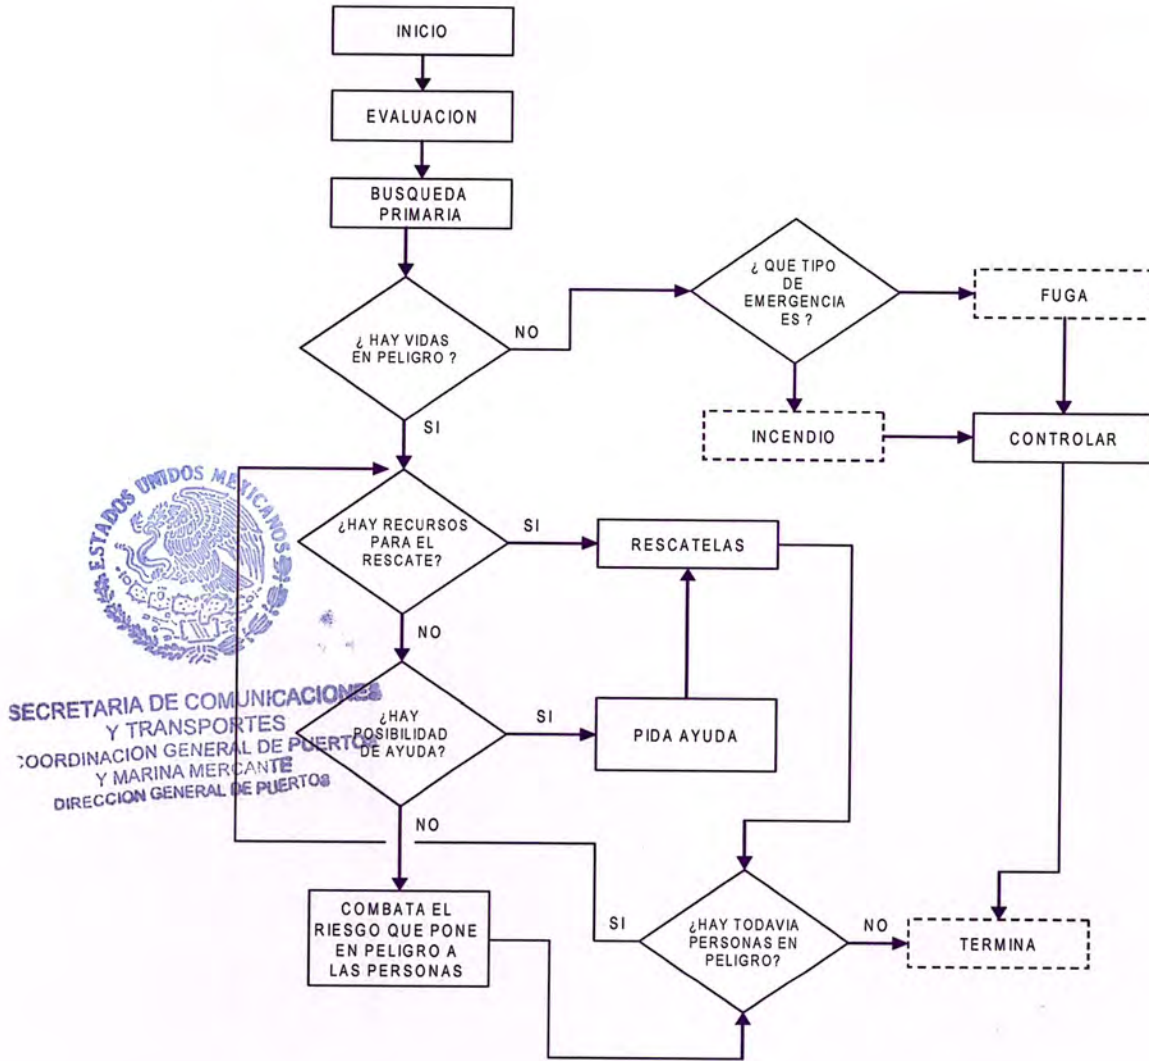 INICIO
EVALUACION
BUSQUEDA
PRIMARIA
¿ HAY VIDAS
EN PELIGRO ?
NO
¿ QUE TIPO
DE
EMERGENCIA
ES ?
FUGA
INCENDIO
CONTROLAR
SI
¿HAY RECURSOS
PARA EL
RESCATE?
SI
RESCATELAS
NO
¿HAY
POSIBILIDAD
DE AYUDA?
SI
PIDA AYUDA
NO
COMBATA EL
RIESGO QUE PONE
EN PELIGRO A
LAS PERSONAS
SI
¿HAY TODAVIA
PERSONAS EN
PELIGRO?
NO
TERMINA
ESTADOS UNIDOS MEXICANOS
SECRETARIA DE COMUNICACIONES
Y TRANSPORTES
COORDINACION GENERAL DE PUERTOS
Y MARINA MERCANTE
DIRECCION GENERAL DE PUERTOS